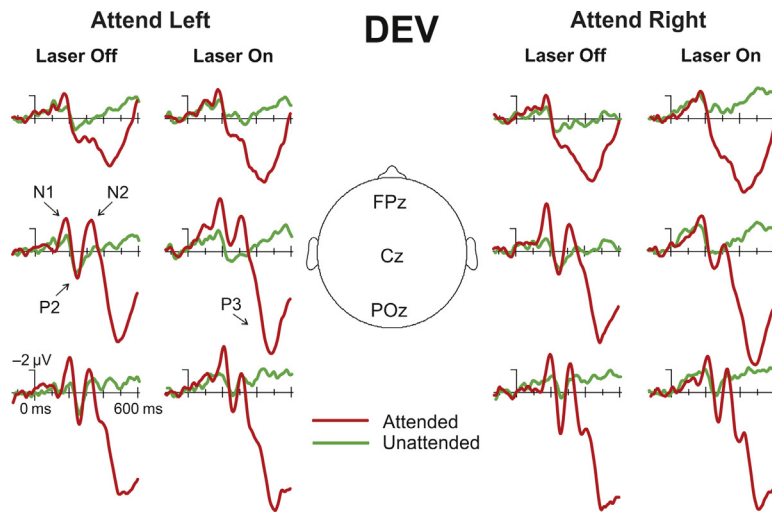 Attend Left
DEV
Attend Right
Laser Off
Laser On
Laser Off
Laser On
N1
N2
P2
P3
FPz
Cz
POz
–2 µV
0 ms
600 ms
Attended
Unattended